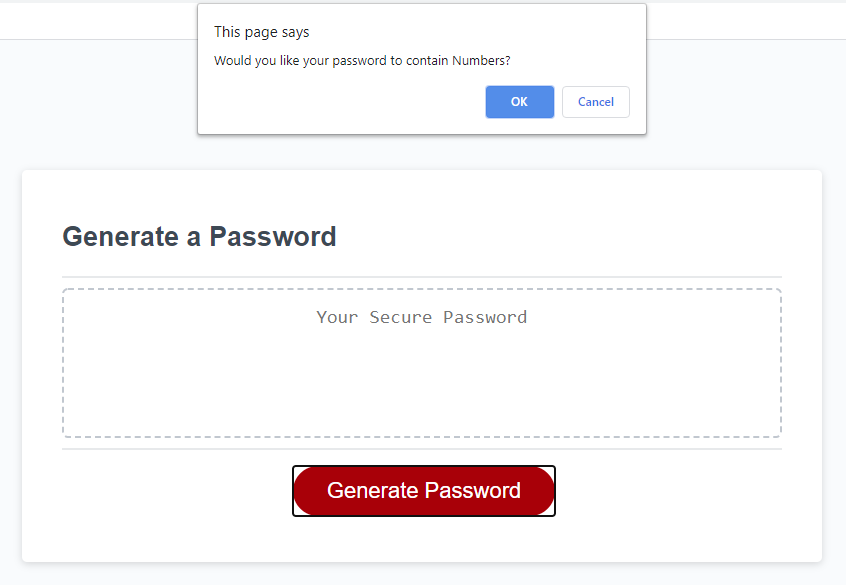 This page says
Would you like your password to contain Numbers?
OK Cancel
Generate a Password
Your Secure Password
Generate Password